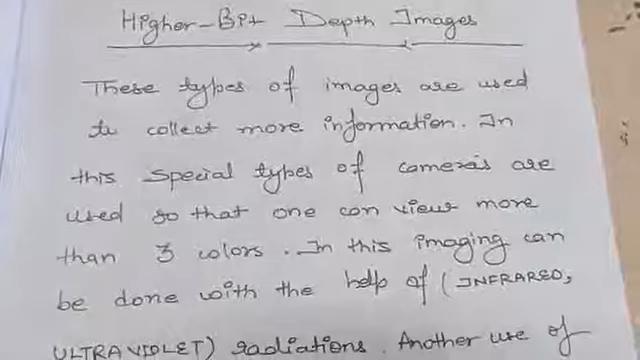 Higher-Bit Depth Images
These types of images are used
to collect more information. In
this special types of cameras are
used so that one can view more
than 3 colors. In this imaging can
be done with the help of (INFRARED,
ULTRAVIOLET) radiations. Another use of